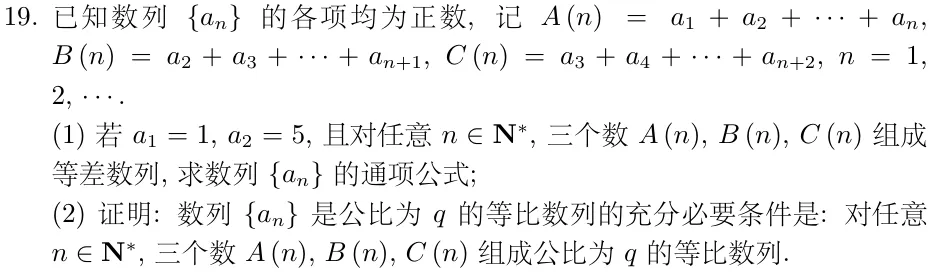 19. 已知数列 {aₙ} 的各项均为正数, 记 A(n) = a₁ + a₂ + ⋯ + aₙ,
B(n) = a₂ + a₃ + ⋯ + aₙ₊₁, C(n) = a₃ + a₄ + ⋯ + aₙ₊₂, n = 1,
2, ⋯.
(1) 若 a₁ = 1, a₂ = 5, 且对任意 n ∈ N*, 三个数 A(n), B(n), C(n) 组成
等差数列, 求数列 {aₙ} 的通项公式;
(2) 证明: 数列 {aₙ} 是公比为 q 的等比数列的充分必要条件是: 对任意
n ∈ N*, 三个数 A(n), B(n), C(n) 组成公比为 q 的等比数列.